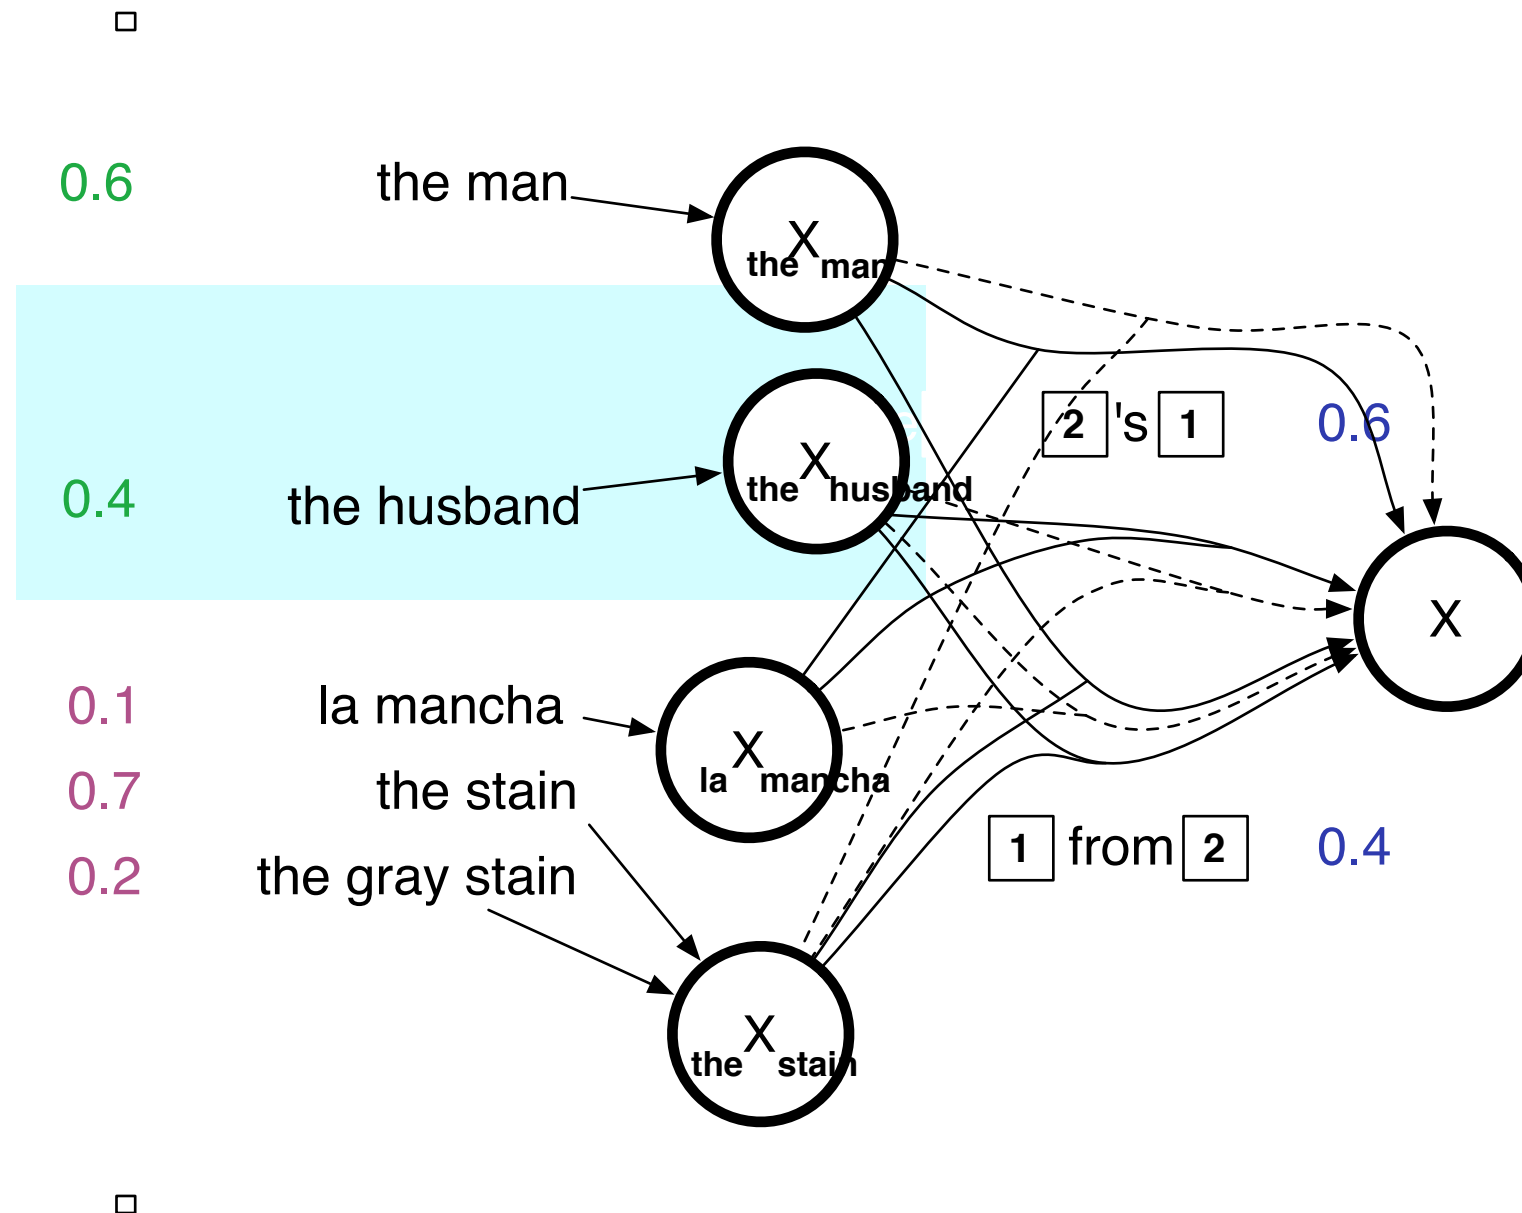 0.6 the man
X
the man
2 's 1 0.6
0.4 the husband
X
the husband
X
0.1 la mancha
X
la mancha
0.7 the stain
0.2 the gray stain
1 from 2 0.4
X
the stain